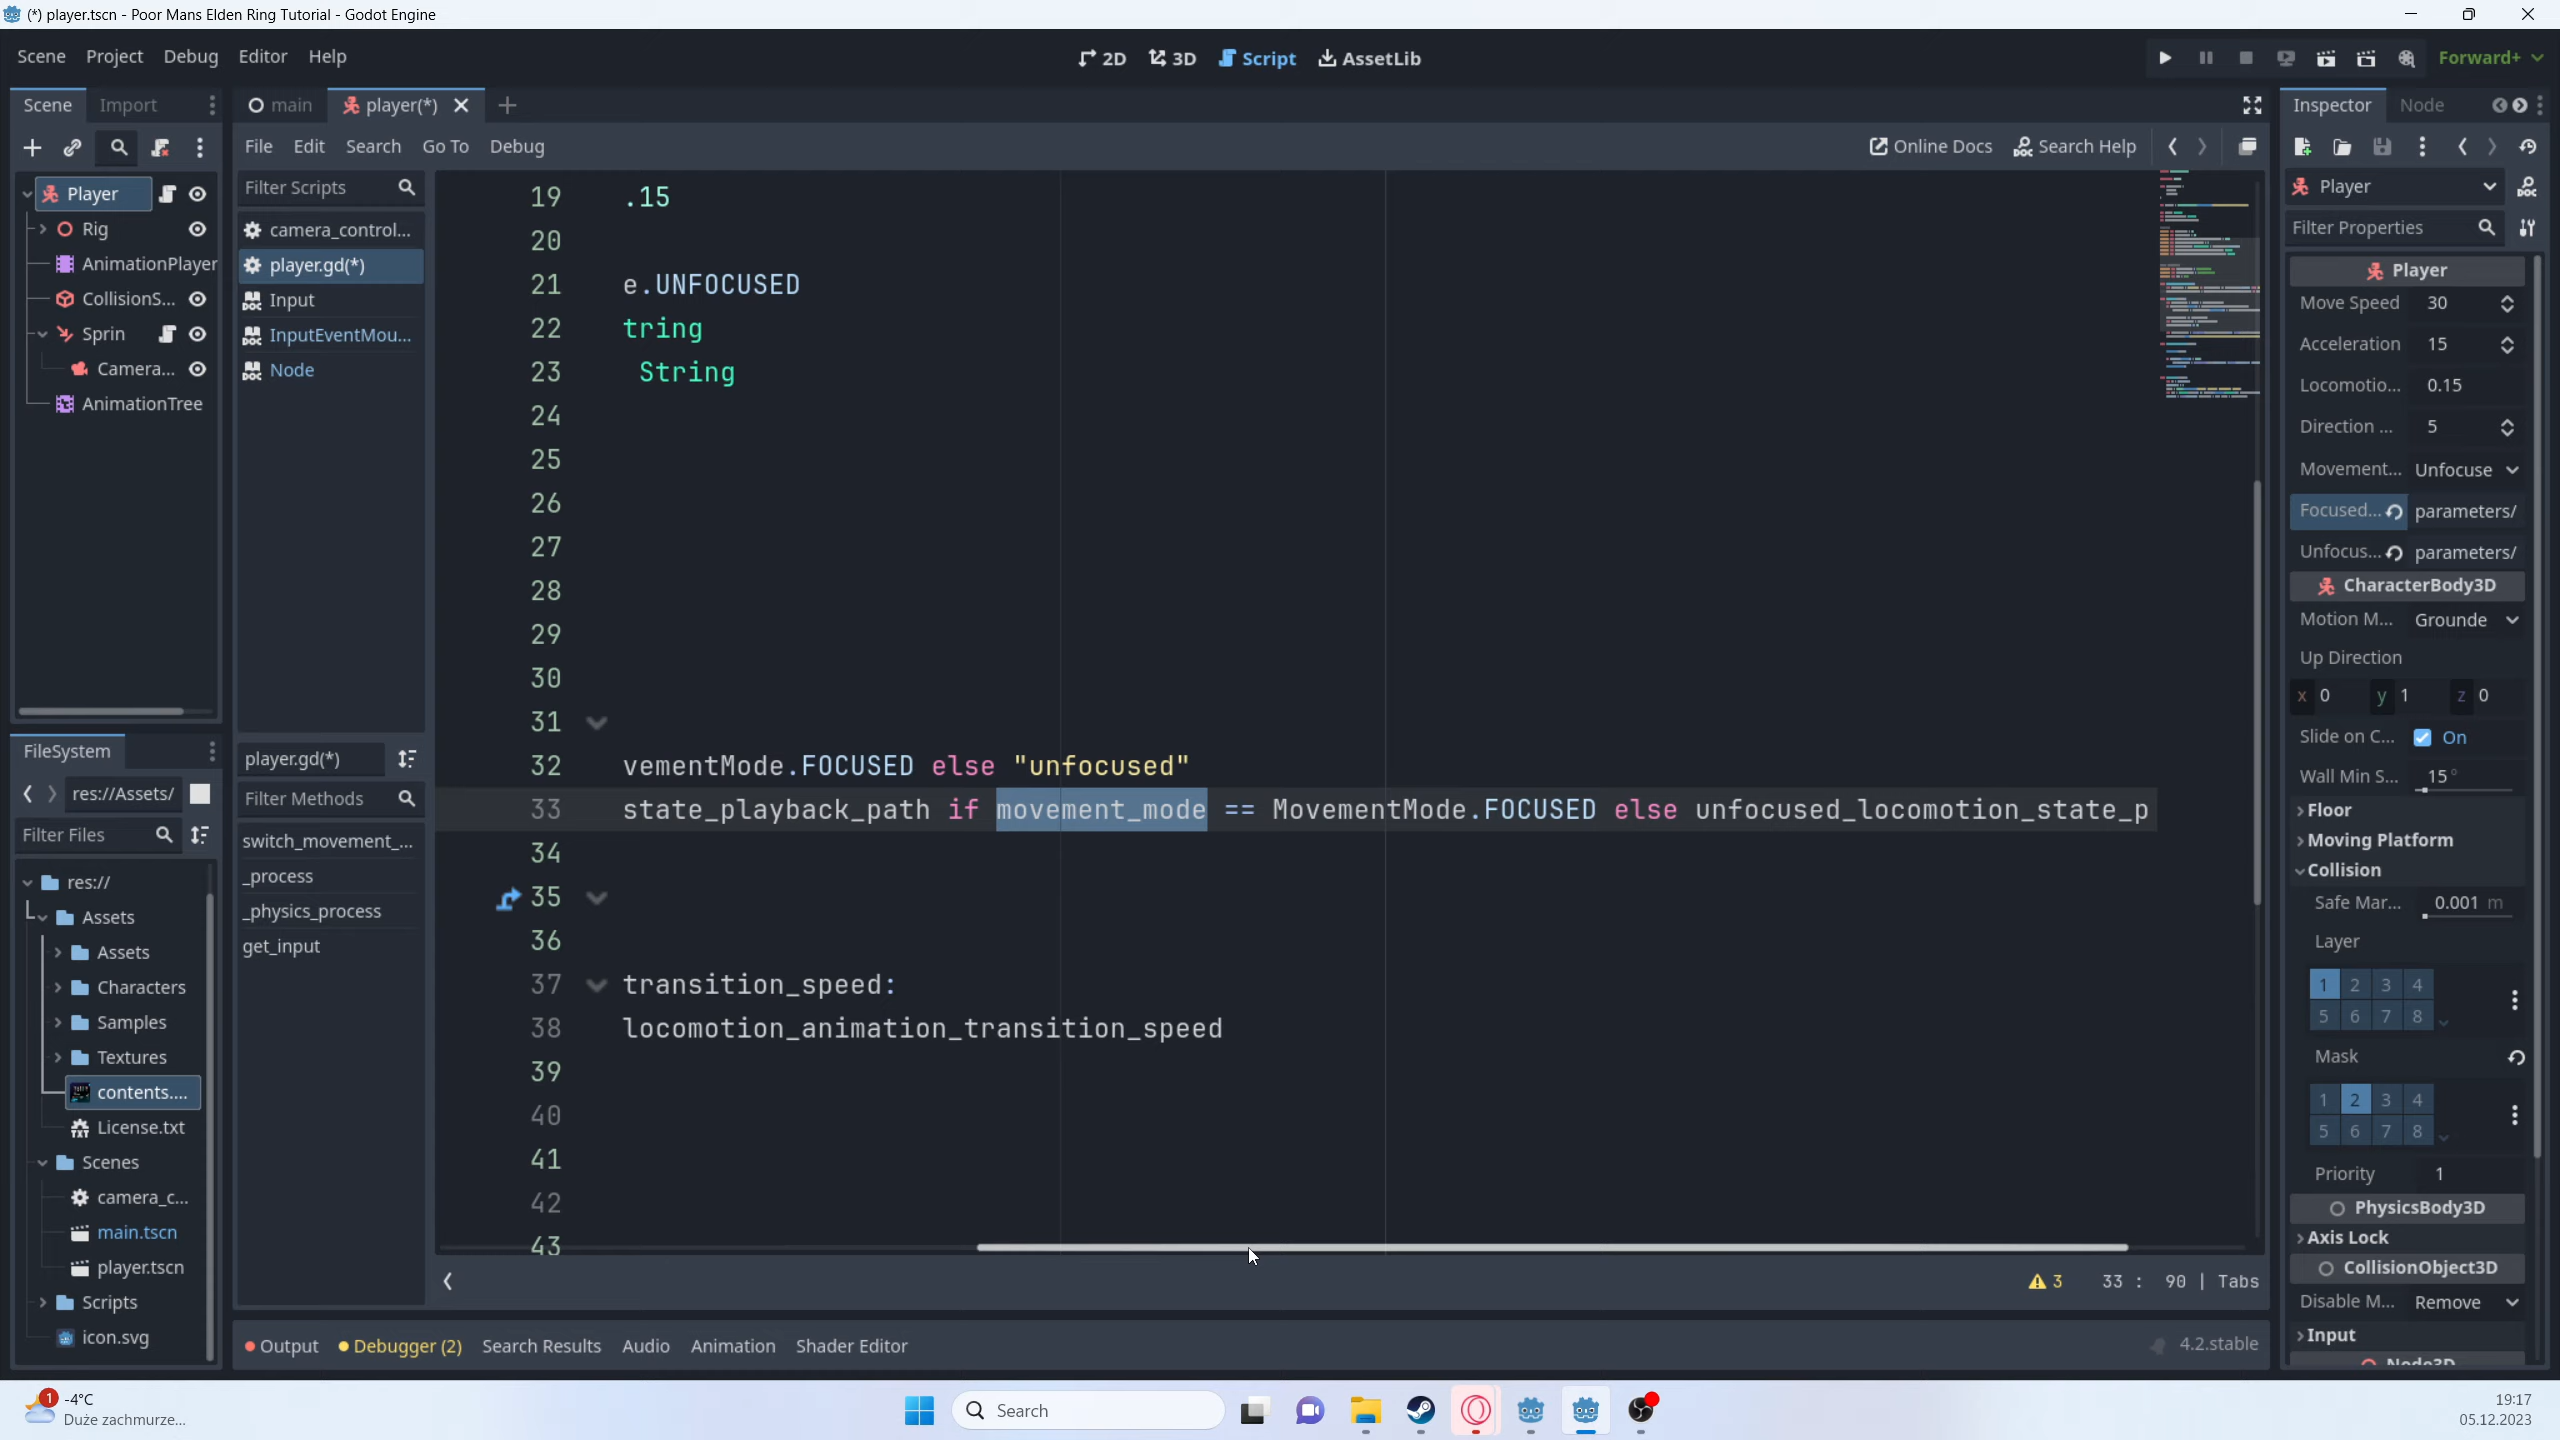 (*) player.tscn - Poor Mans Elden Ring Tutorial - Godot Engine
Scene Project Debug Editor Help
2D 3D Script AssetLib
Forward+
Scene Import
main player(*)
Inspector Node
File Edit Search Go To Debug
Online Docs Search Help
Player
Rig
AnimationPlayer
CollisionS...
Sprin
Camera...
AnimationTree
Filter Scripts
camera_control...
player.gd(*)
Input
InputEventMou...
Node
player.gd(*)
Filter Methods
switch_movement_...
_process
_physics_process
get_input
19 .15
20
21 e.UNFOCUSED
22 tring
23 String
24
25
26
27
28
29
30
31
32 vementMode.FOCUSED else "unfocused"
33 state_playback_path if movement_mode == MovementMode.FOCUSED else unfocused_locomotion_state_p
34
35
36
37 transition_speed:
38 locomotion_animation_transition_speed
39
40
41
42
43
3 33 : 90 | Tabs
FileSystem
res://Assets/
Filter Files
res://
Assets
Assets
Characters
Samples
Textures
contents....
License.txt
Scenes
camera_c...
main.tscn
player.tscn
Scripts
icon.svg
Player
Filter Properties
Player
Move Speed 30
Acceleration 15
Locomotio... 0.15
Direction ... 5
Movement... Unfocuse
Focused... parameters/
Unfocus... parameters/
CharacterBody3D
Motion M... Grounde
Up Direction
x 0 y 1 z 0
Slide on C... On
Wall Min S... 15°
Floor
Moving Platform
Collision
Safe Mar... 0.001 m
Layer
1 2 3 4
5 6 7 8
Mask
1 2 3 4
5 6 7 8
Priority 1
PhysicsBody3D
Axis Lock
CollisionObject3D
Disable M... Remove
Input
Node3D
Output Debugger (2) Search Results Audio Animation Shader Editor
4.2.stable
1
-4°C
Duże zachmurze...
Search
19:17
05.12.2023